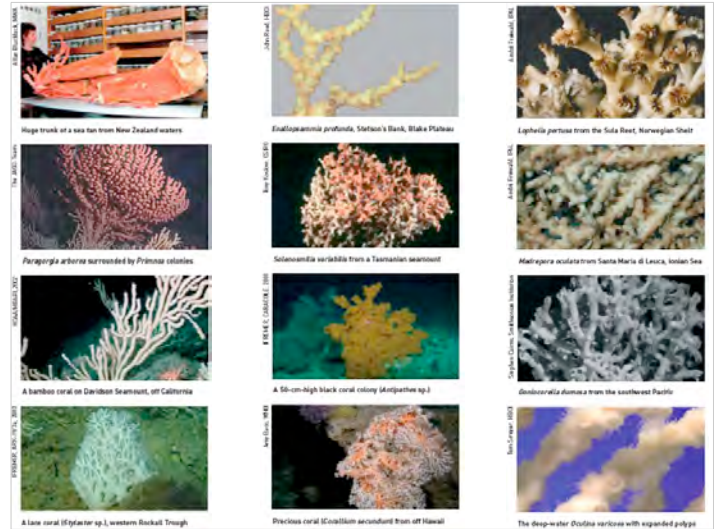 Huge trunk of a sea fan from New Zealand waters
Enallopsammia profunda, Stetson's Bank, Blake Plateau
Lophelia pertusa from the Sula Reef, Norwegian Shelf
Paragorgia arborea surrounded by Primnoa colonies
Solenosmilia variabilis from a Tasmanian seamount
Madrepora oculata from Santa Maria di Leuca, Ionian Sea
A bamboo coral on Davidson Seamount, off California
A 50-cm-high black coral colony (Antipathes sp.)
Goniocorella dumosa from the southwest Pacific
A lace coral (Stylaster sp.), western Rockall Trough
Precious coral (Corallium secundum) from off Hawaii
The deep-water Oculina varicosa with expanded polyps
André Freiwald, IPAL
André Freiwald, IPAL
Stephen Cairns, Smithsonian Institution